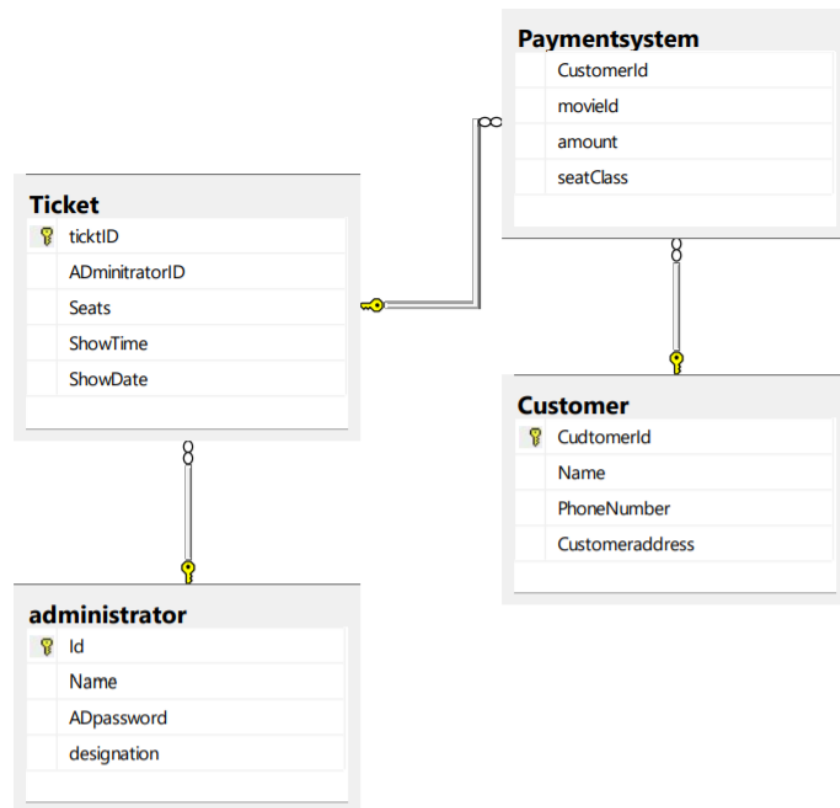 Paymentsystem
CustomerId
movieId
amount
seatClass
Ticket
ticktID
ADminitratorID
Seats
ShowTime
ShowDate
Customer
CudtomerId
Name
PhoneNumber
Customeraddress
administrator
Id
Name
ADpassword
designation